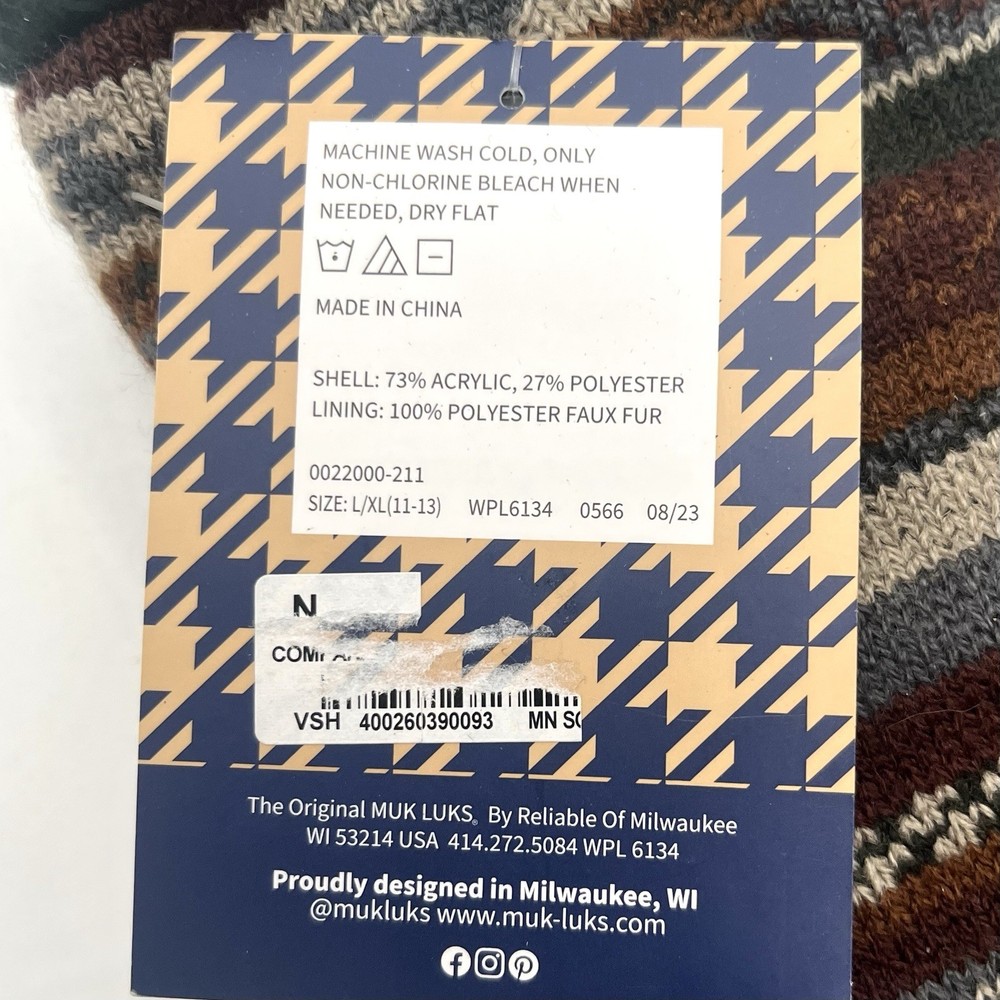 MACHINE WASH COLD, ONLY
NON-CHLORINE BLEACH WHEN
NEEDED, DRY FLAT
MADE IN CHINA
SHELL: 73% ACRYLIC, 27% POLYESTER
LINING: 100% POLYESTER FAUX FUR
0022000-211
SIZE: L/XL(11-13) WPL6134 0566 08/23
N
VSH 400260390093 MN
The Original MUK LUKS® By Reliable Of Milwaukee
WI 53214 USA 414.272.5084 WPL 6134
Proudly designed in Milwaukee, WI
@mukluks www.muk-luks.com